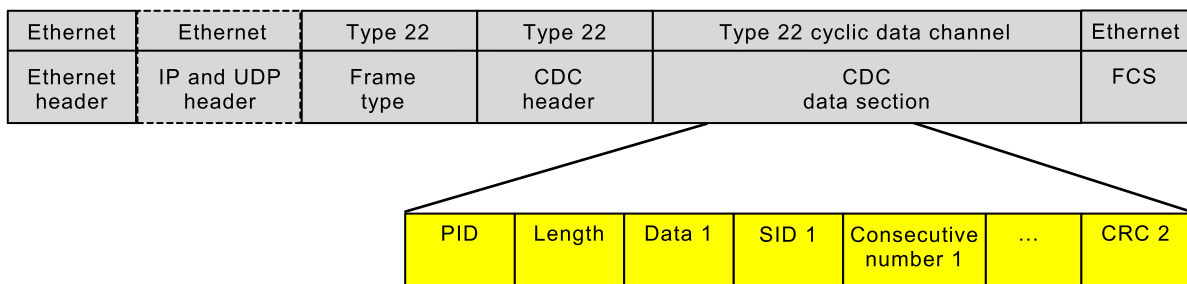 Ethernet Ethernet Type 22 Type 22 Type 22 cyclic data channel Ethernet
Ethernet header IP and UDP header Frame type CDC header CDC data section FCS
PID Length Data 1 SID 1 Consecutive number 1 ... CRC 2